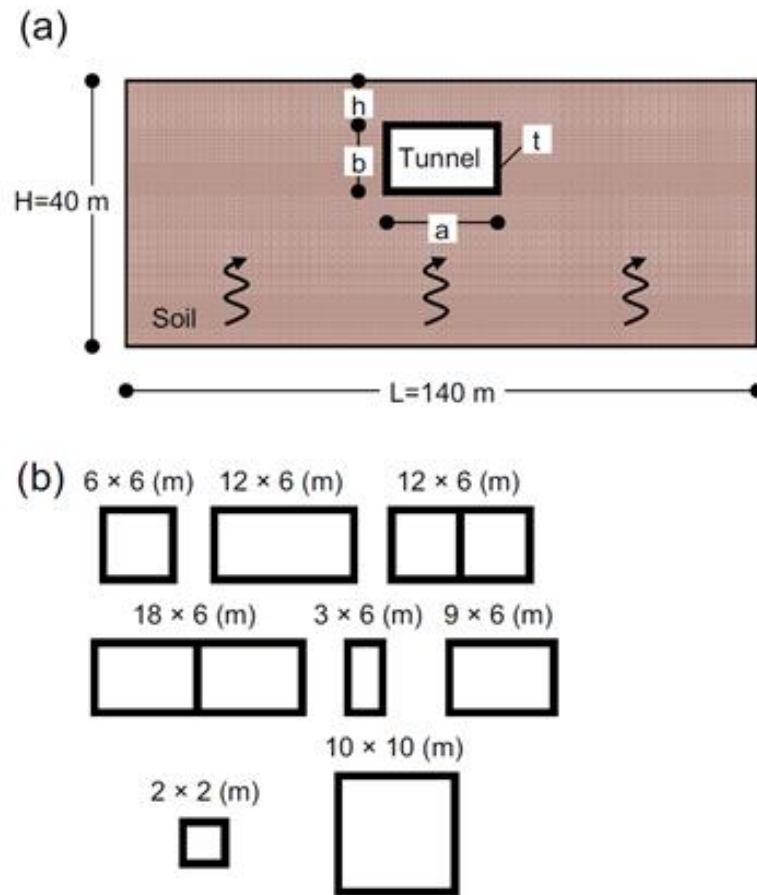 (a)
h
b
Tunnel
t
H=40 m
a
Soil
L=140 m
(b)
6 × 6 (m) 12 × 6 (m) 12 × 6 (m)
18 × 6 (m) 3 × 6 (m) 9 × 6 (m)
10 × 10 (m)
2 × 2 (m)